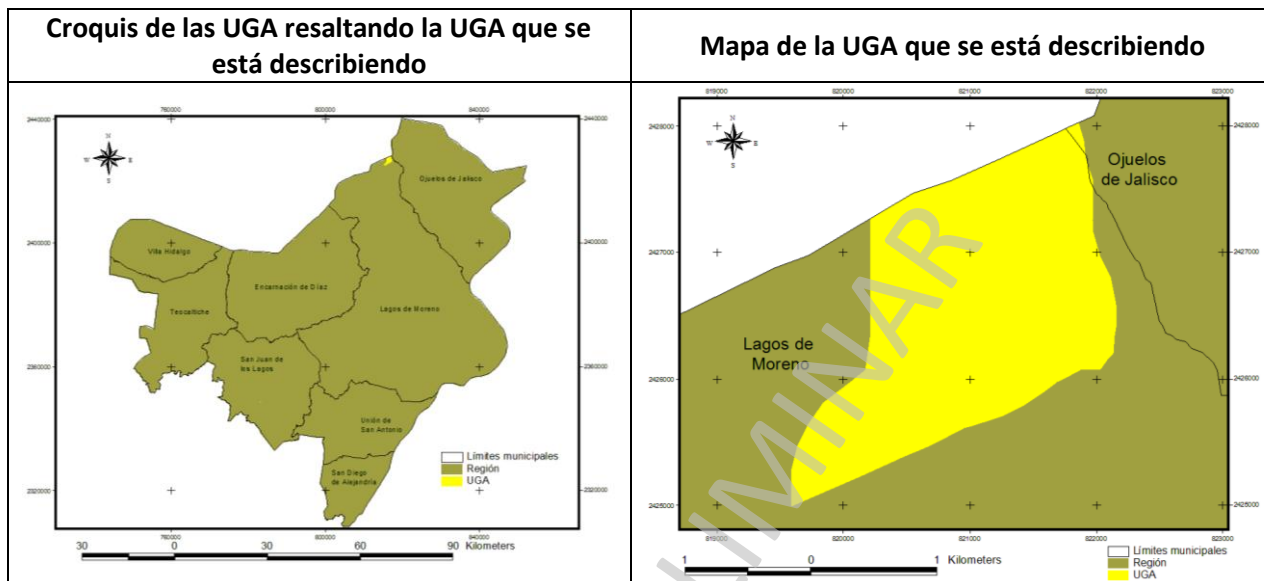 Croquis de las UGA resaltando la UGA que se
está describiendo
Mapa de la UGA que se está describiendo
760000
800000
840000
2440000
2440000
N
W
E
S
Ojuelos de Jalisco
2400000
2400000
Villa Hidalgo
Encarnación de Díaz
Teocaltiche
Lagos de Moreno
2360000
2360000
San Juan de
los Lagos
Unión de
San Antonio
San Diego
de Alejandría
Límites municipales
Región
UGA
2320000
2320000
760000
800000
840000
30
0
30
60
90
Kilometers
819000
820000
821000
822000
823000
2428000
2428000
N
W
E
S
Ojuelos
de Jalisco
2427000
2427000
Lagos de
Moreno
2426000
2426000
2425000
2425000
819000
820000
821000
822000
823000
1
0
1
Kilometers
Límites municipales
Región
UGA
LIMINAR